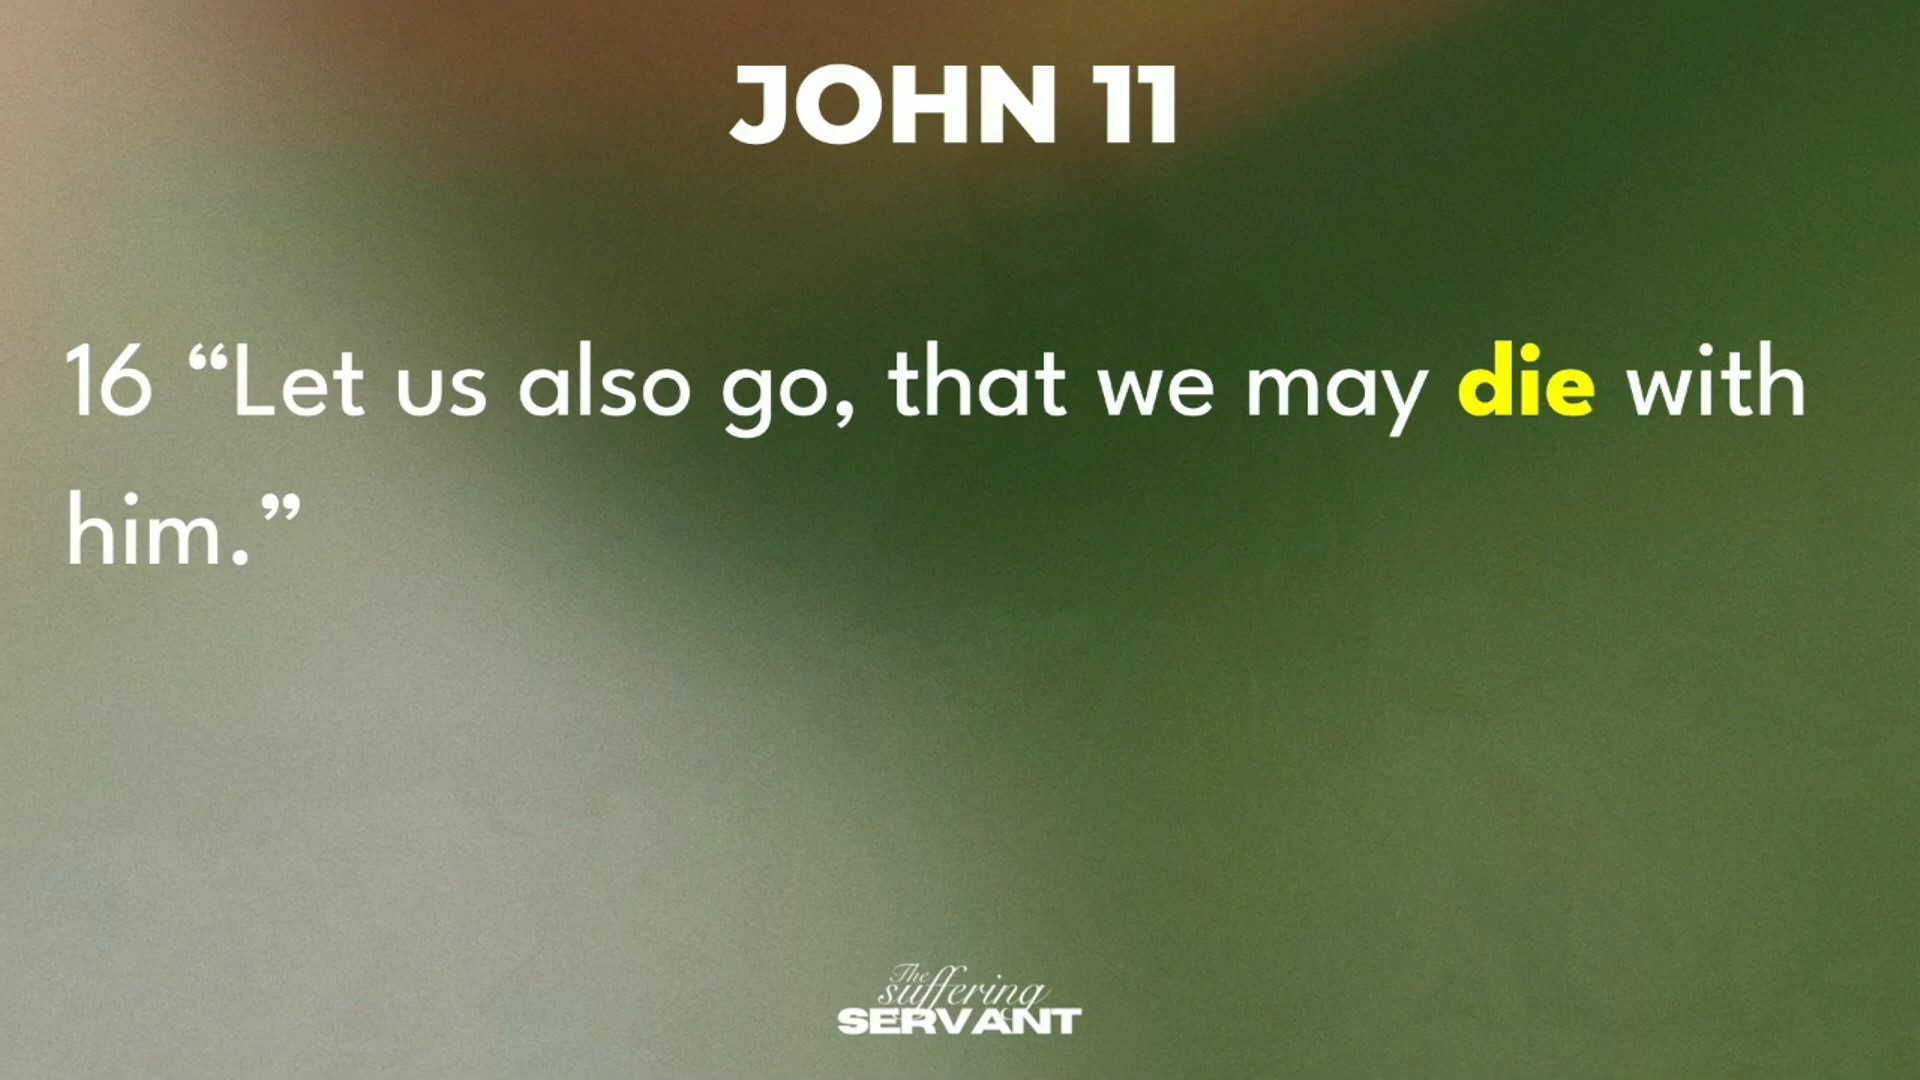 JOHN 11
16 “Let us also go, that we may die with
him.”
The
suffering
SERVANT